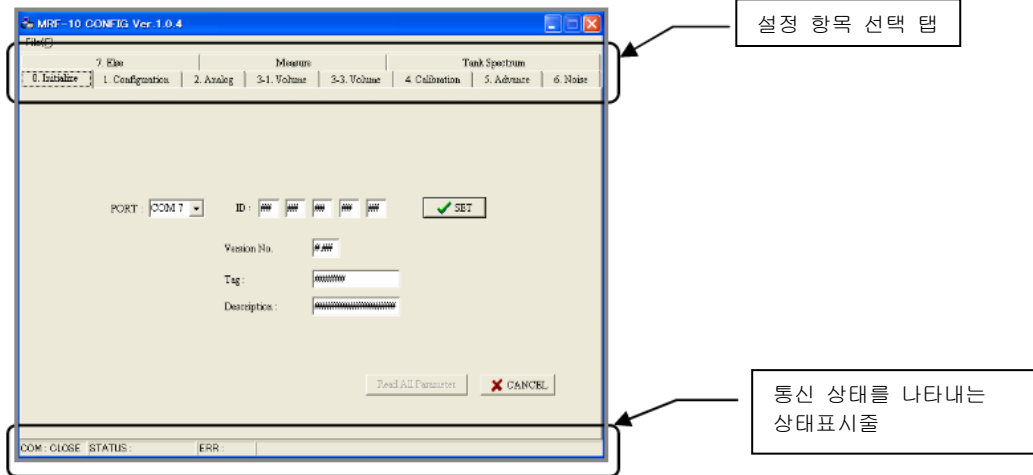 MRF-10 CONFIG Ver.1.0.4
설정 항목 선택 탭
File(F)
7. Else Measure Tank Spectrum
0. Initialize 1. Configuration 2. Analog 3-1. Volume 3-3. Volume 4. Calibration 5. Advance 6. Noise
PORT : COM 7 ID : ### ### ### ### ### SET
Version No. #.###
Tag :
Description :
Read All Parameter CANCEL
통신 상태를 나타내는
상태표시줄
COM : CLOSE STATUS : ERR :